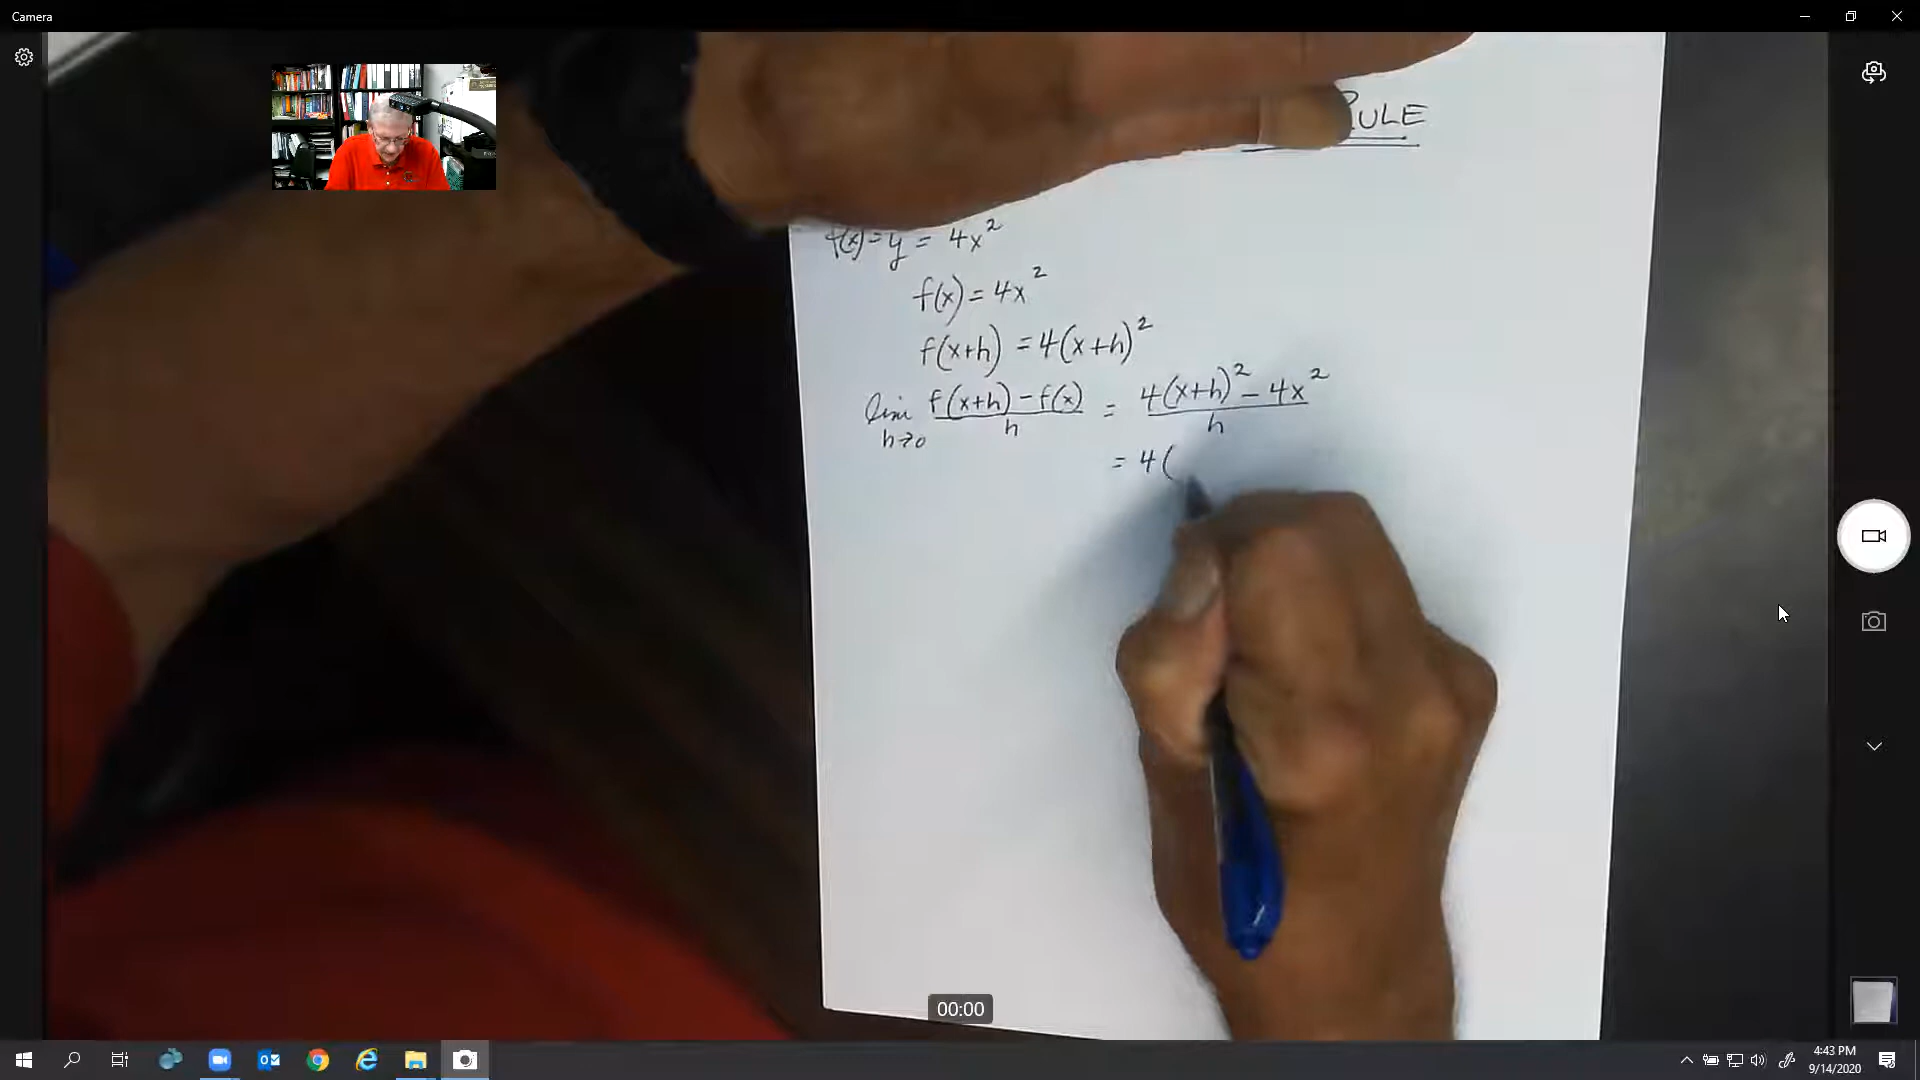 Camera
RULE
f(x) = y = 4x²
f(x) = 4x²
f(x+h) = 4(x+h)²
lim h→0 f(x+h) - f(x) / h = 4(x+h)² - 4x² / h
= 4(
00:00
4:43 PM
9/14/2020